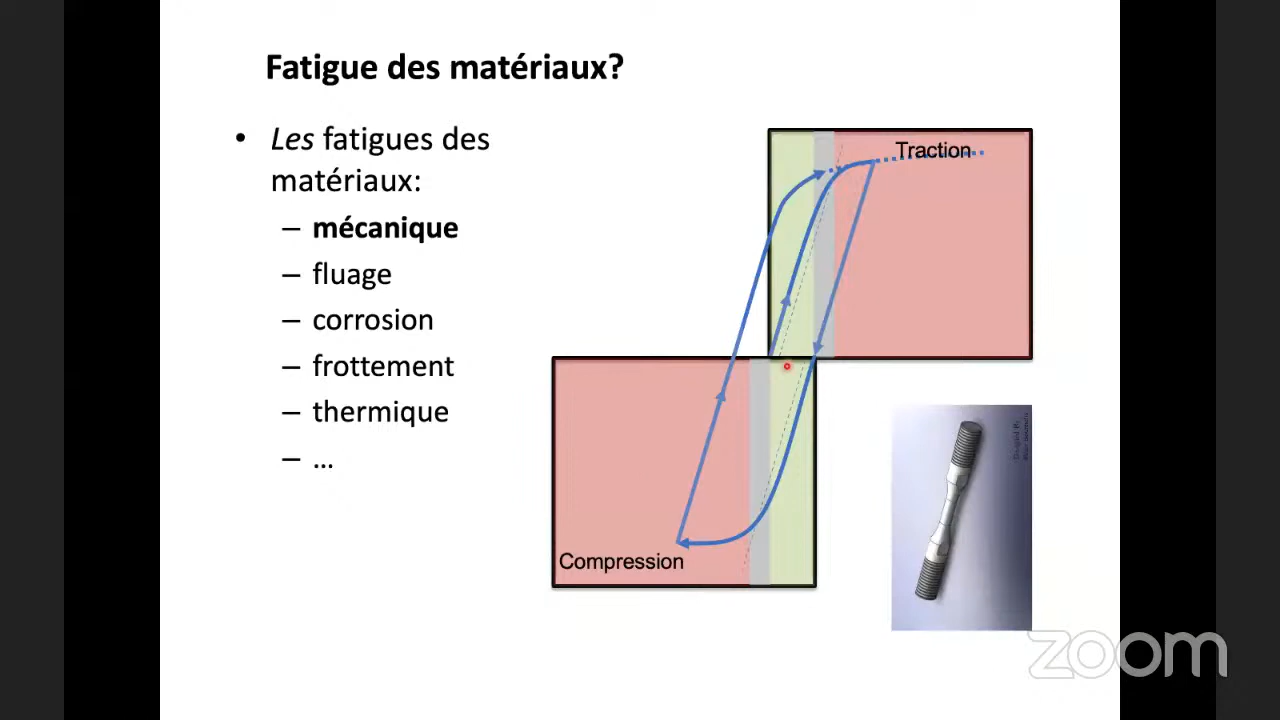 Fatigue des matériaux?
• Les fatigues des
matériaux:
– mécanique
– fluage
– corrosion
– frottement
– thermique
– ...
Traction
Compression
zoom